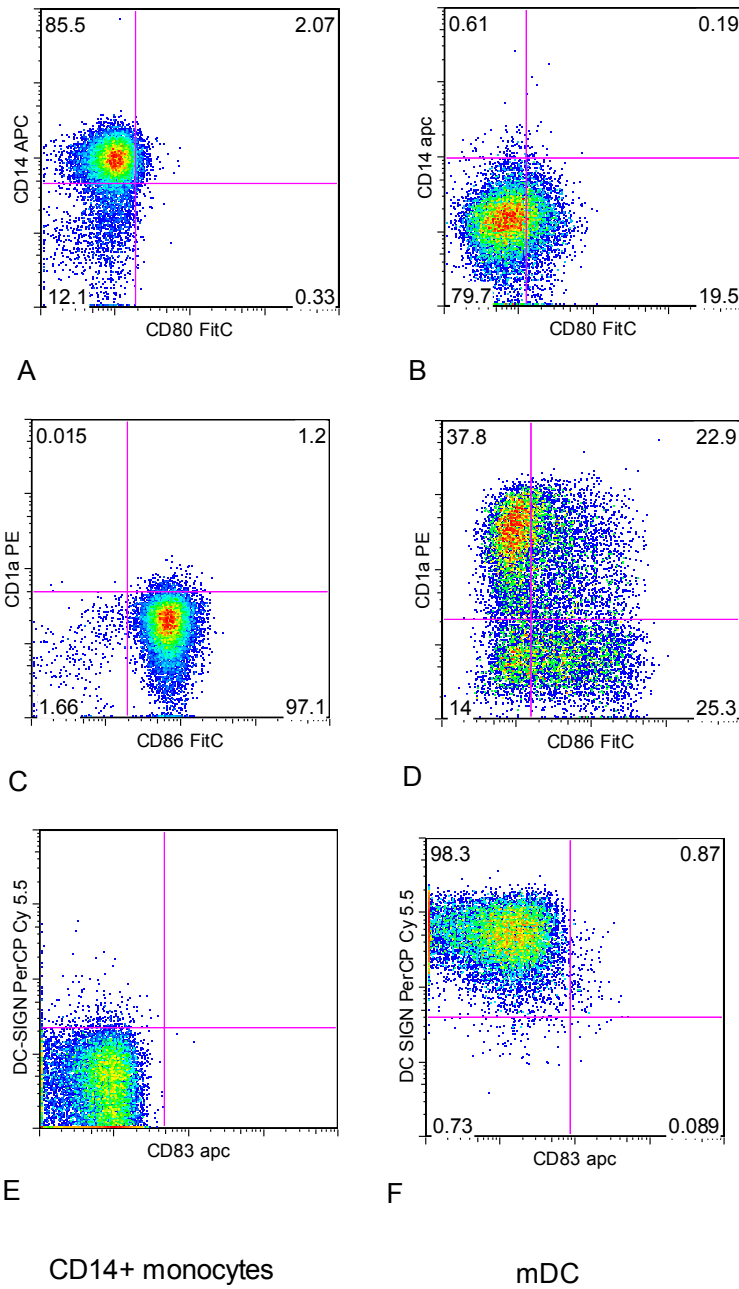 85.5 2.07
CD14 APC
12.1 0.33
CD80 FitC
A
0.61 0.19
CD14 apc
79.7 19.5
CD80 FitC
B
0.015 1.2
CD1a PE
1.66 97.1
CD86 FitC
C
37.8 22.9
CD1a PE
14 25.3
CD86 FitC
D
DC-SIGN PerCP Cy 5.5
CD83 apc
E
98.3 0.87
DC SIGN PerCP Cy 5.5
0.73 0.089
CD83 apc
F
CD14+ monocytes
mDC